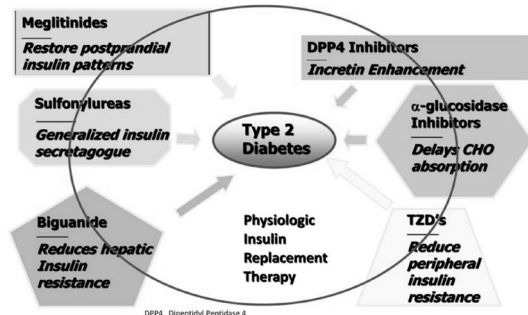 Meglitinides
Restore postprandial
insulin patterns
DPP4 Inhibitors
Incretin Enhancement
Sulfonylureas
Generalized insulin
secretagogue
Type 2
Diabetes
α-glucosidase
Inhibitors
Delays CHO
absorption
Biguanide
Reduces hepatic
Insulin
resistance
Physiologic
Insulin
Replacement
Therapy
TZD's
Reduce
peripheral
insulin
resistance
DPP4 Dipentidyl Peptidase 4